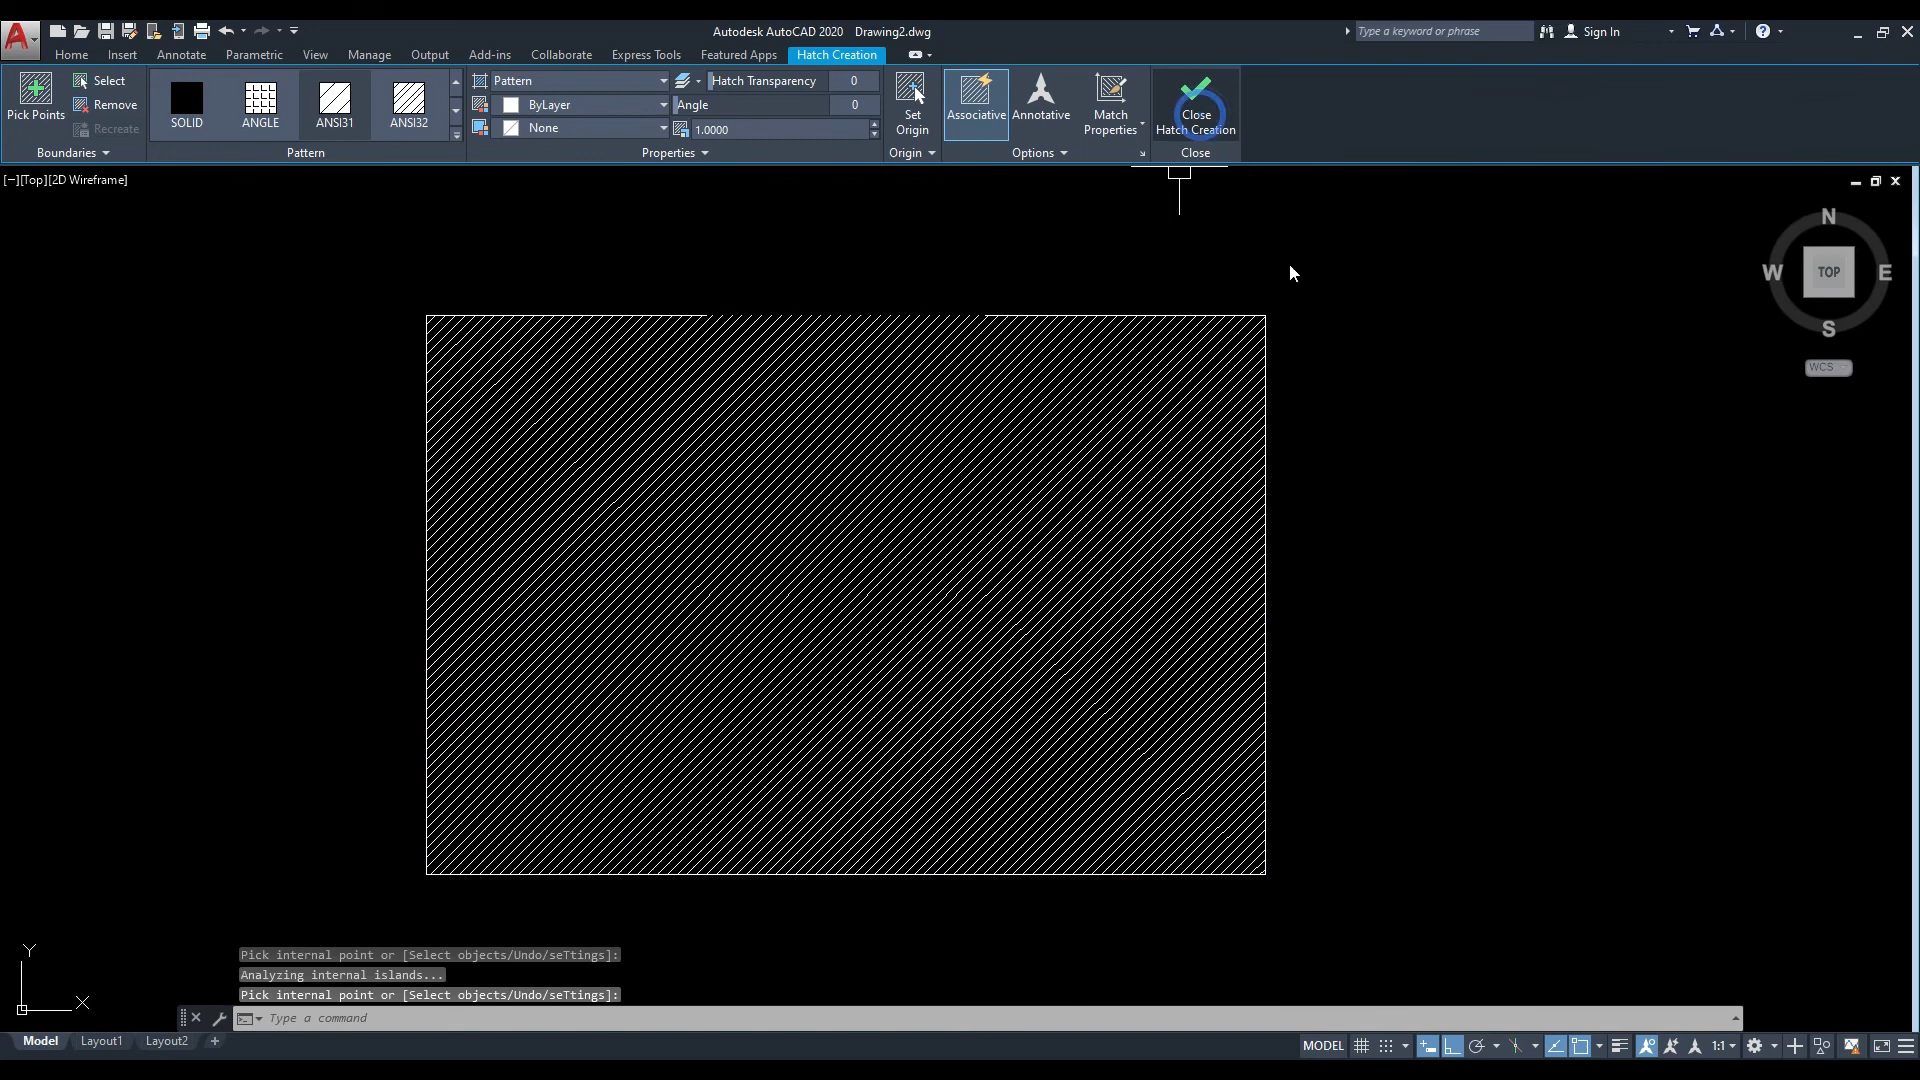 Autodesk AutoCAD 2020 Drawing2.dwg
Type a keyword or phrase
Sign In
Home Insert Annotate Parametric View Manage Output Add-ins Collaborate Express Tools Featured Apps Hatch Creation
Pick Points
Select
Remove
Recreate
Boundaries
SOLID
ANGLE
ANSI31
ANSI32
Pattern
Pattern
ByLayer
None
Hatch Transparency 0
Angle 0
1.0000
Properties
Set
Origin
Origin
Associative
Annotative
Match
Properties
Options
Close
Hatch Creation
Close
[−][Top][2D Wireframe]
N
W TOP E
S
WCS
Y
X
Pick internal point or [Select objects/Undo/seTtings]:
Analyzing internal islands...
Pick internal point or [Select objects/Undo/seTtings]:
Type a command
Model Layout1 Layout2 +
MODEL
1:1